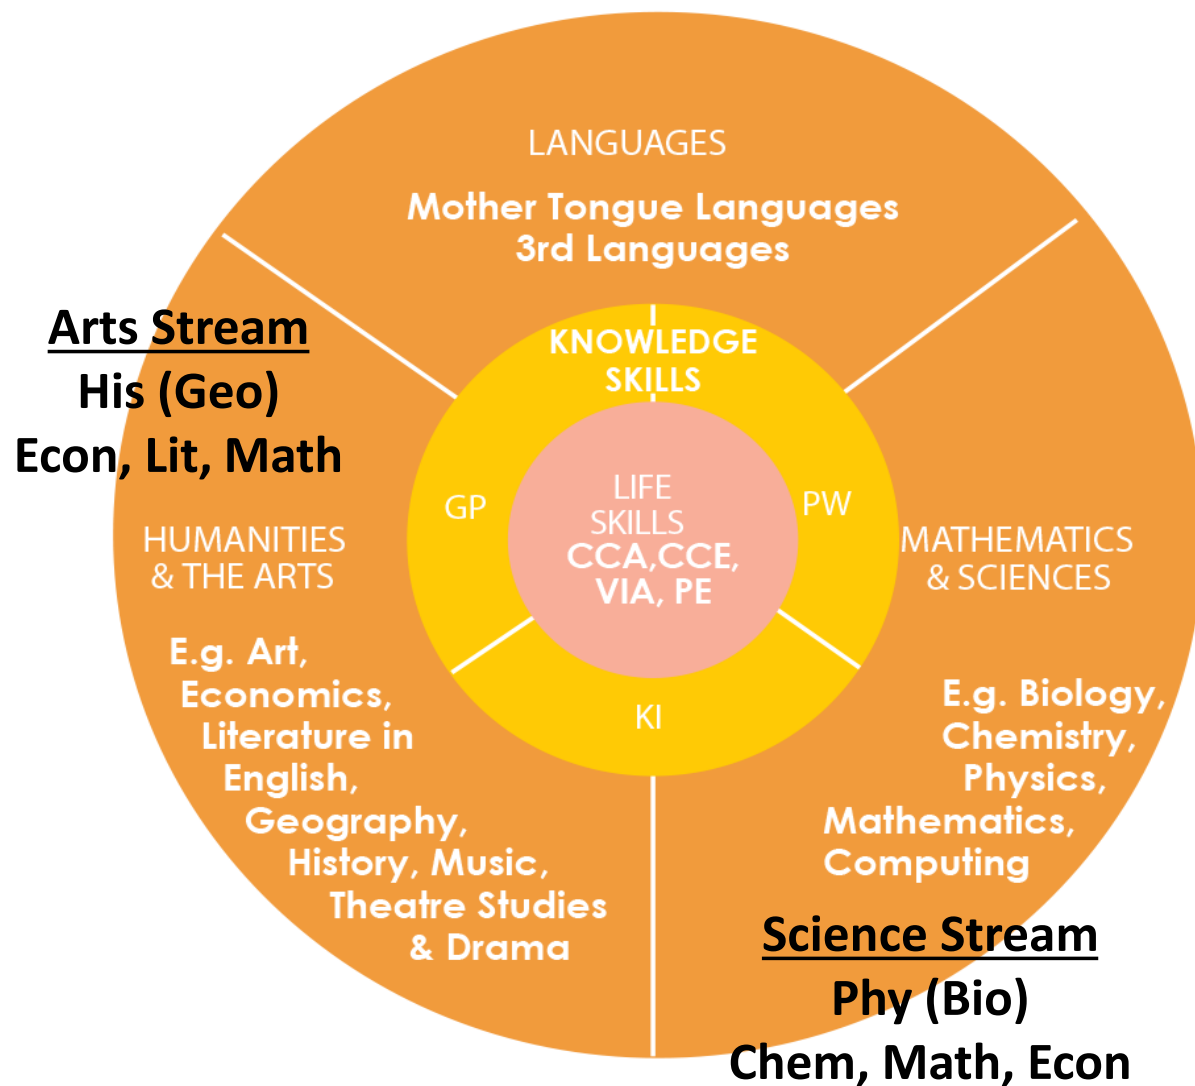 LANGUAGES
Mother Tongue Languages
3rd Languages
Arts Stream
His (Geo)
Econ, Lit, Math
KNOWLEDGE
SKILLS
GP
LIFE
SKILLS
CCA,CCE,
VIA, PE
PW
KI
HUMANITIES
& THE ARTS
E.g. Art,
Economics,
Literature in
English,
Geography,
History, Music,
Theatre Studies
& Drama
MATHEMATICS
& SCIENCES
E.g. Biology,
Chemistry,
Physics,
Mathematics,
Computing
Science Stream
Phy (Bio)
Chem, Math, Econ